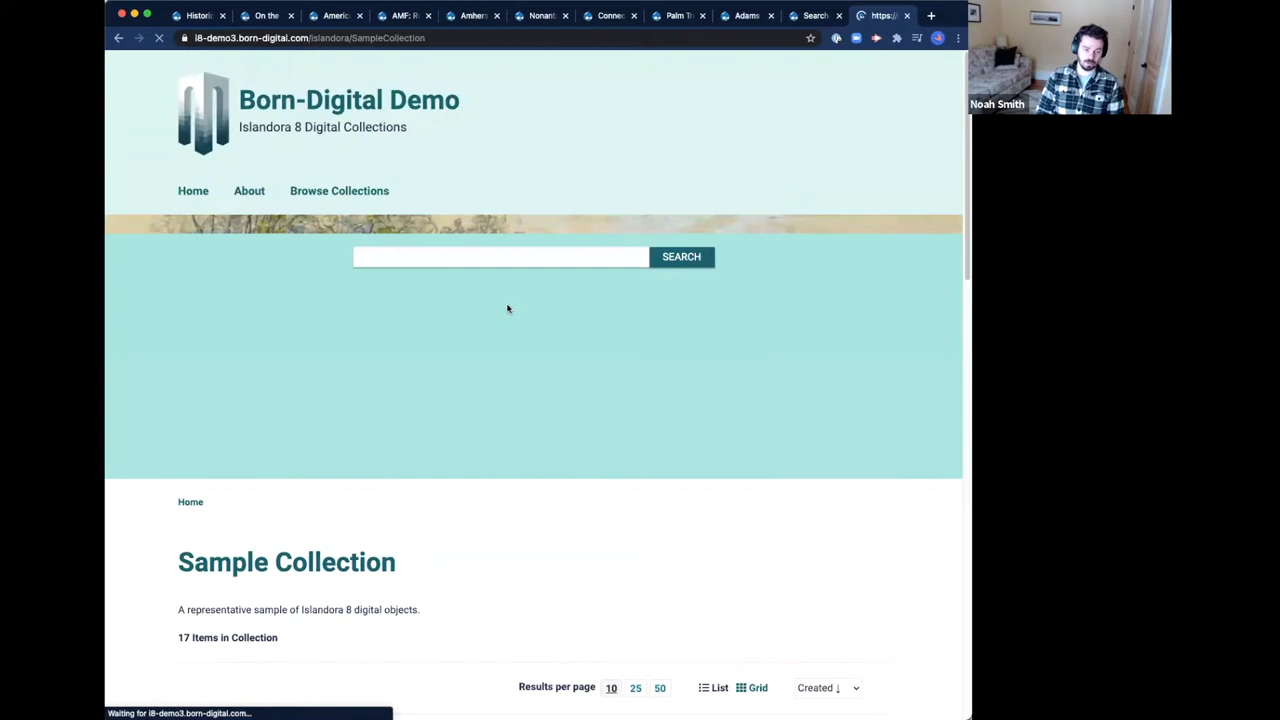 Historic
On the
America
AMF: R
Amhers
Nonant
Connec
Palm Tr
Adams
Search
https://
i8-demo3.born-digital.com/islandora/SampleCollection
Noah Smith
Born-Digital Demo
Islandora 8 Digital Collections
Home About Browse Collections
SEARCH
Home
Sample Collection
A representative sample of Islandora 8 digital objects.
17 Items in Collection
Results per page 10 25 50 List Grid Created ↓
Waiting for i8-demo3.born-digital.com...